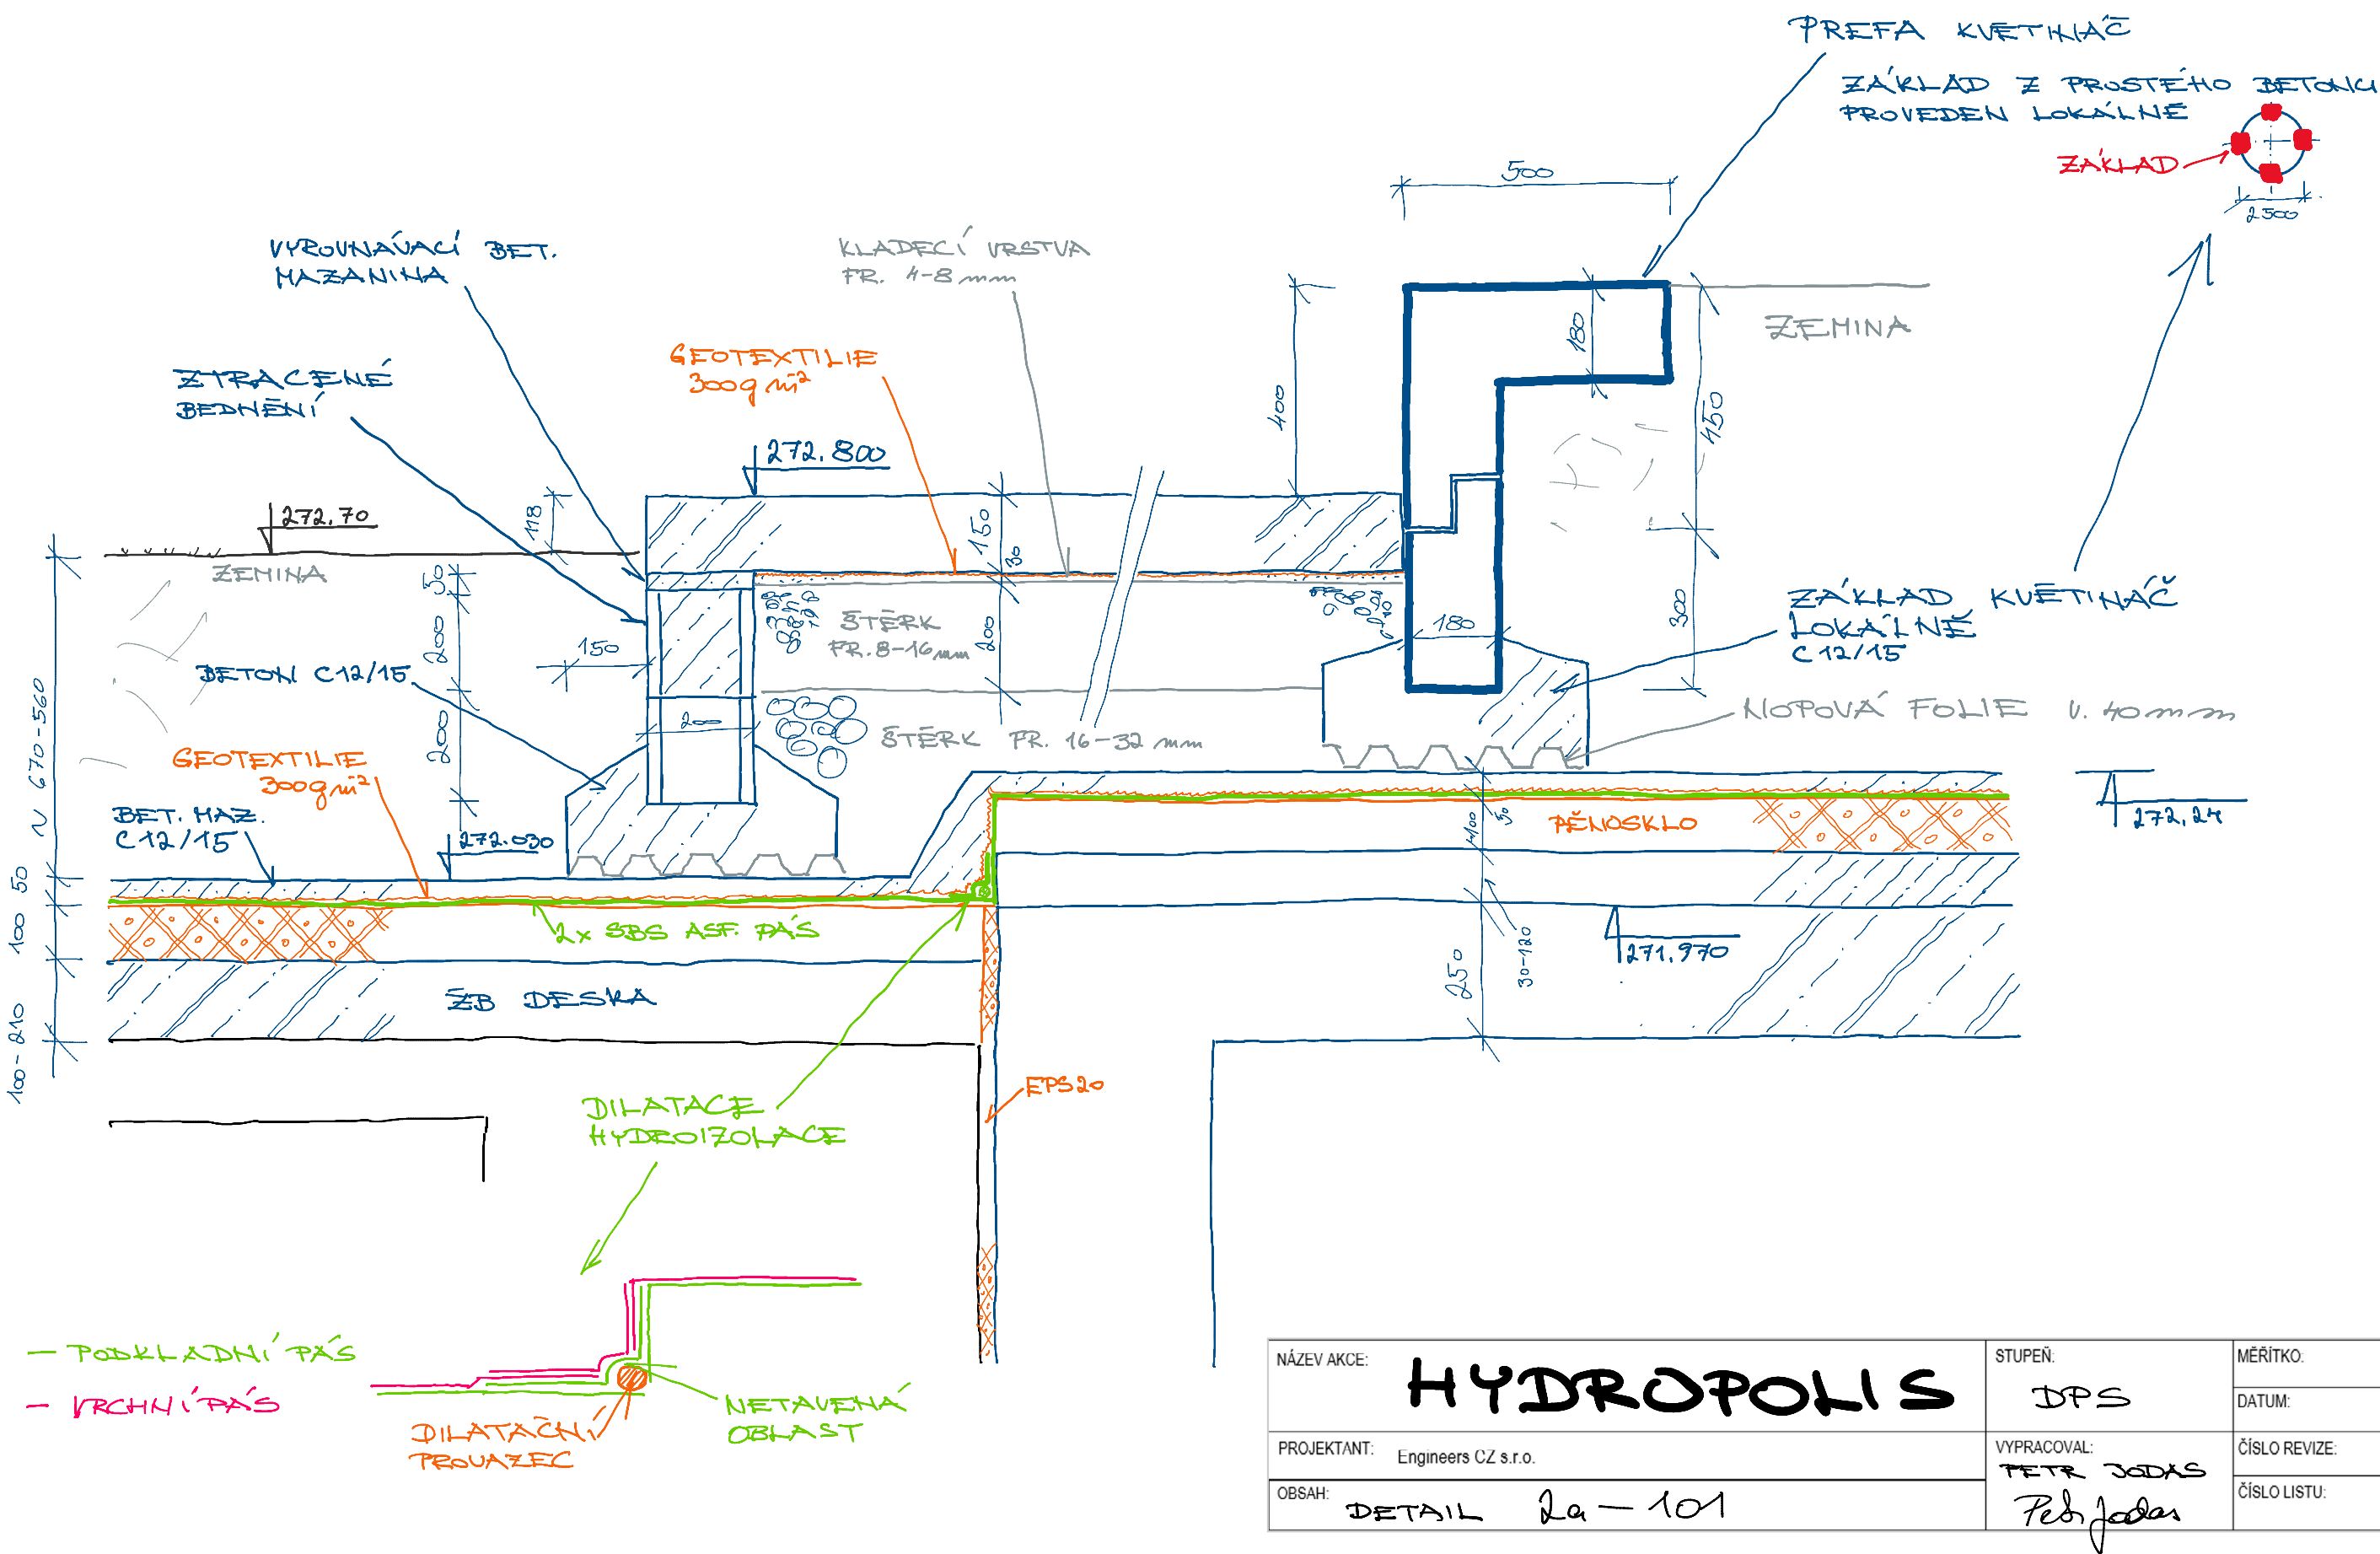 PREFA KVĚTINÁČ
ZÁKLAD Z PROSTÉHO BETONU
PROVEDEN LOKÁLNĚ
ZÁKLAD
2500
500
VYROVNÁVACÍ BET.
MAZANINA
KLADECÍ VRSTVA
FR. 4-8 mm
ZTRACENÉ
BEDNĚNÍ
GEOTEXTILIE
300g m²
272.800
400
180
ZEMINA
450
272.70
118
150
30
ZEMINA
50
200
150
ŠTĚRK
FR. 8-16 mm
200
180
300
ZÁKLAD KVĚTINÁČ
LOKÁLNĚ
C 12/15
BETON C12/15
NOPOVÁ FOLIE V. 40 mm
200
200
ŠTĚRK FR. 16-32 mm
N 670-560
GEOTEXTILIE
300g m²
BET. MAZ.
C 12/15
272.030
100
50
PĚNOSKLO
272.24
50
100
2x SBS ASF. PÁS
250
30-120
271.970
100-210
ŽB DESKA
EPS20
DILATACE
HYDROIZOLACE
- PODKLADNÍ PÁS
- VRCHNÍ PÁS
NETAVENÁ
OBLAST
DILATAČNÍ
PROVAZEC
NÁZEV AKCE:
HYDROPOLIS
STUPEŇ:
DPS
MĚŘÍTKO:
DATUM:
PROJEKTANT: Engineers CZ s.r.o.
VYPRACOVAL:
PETR JODAS
Petr Jodas
ČÍSLO REVIZE:
OBSAH:
DETAIL 2a-101
ČÍSLO LISTU: